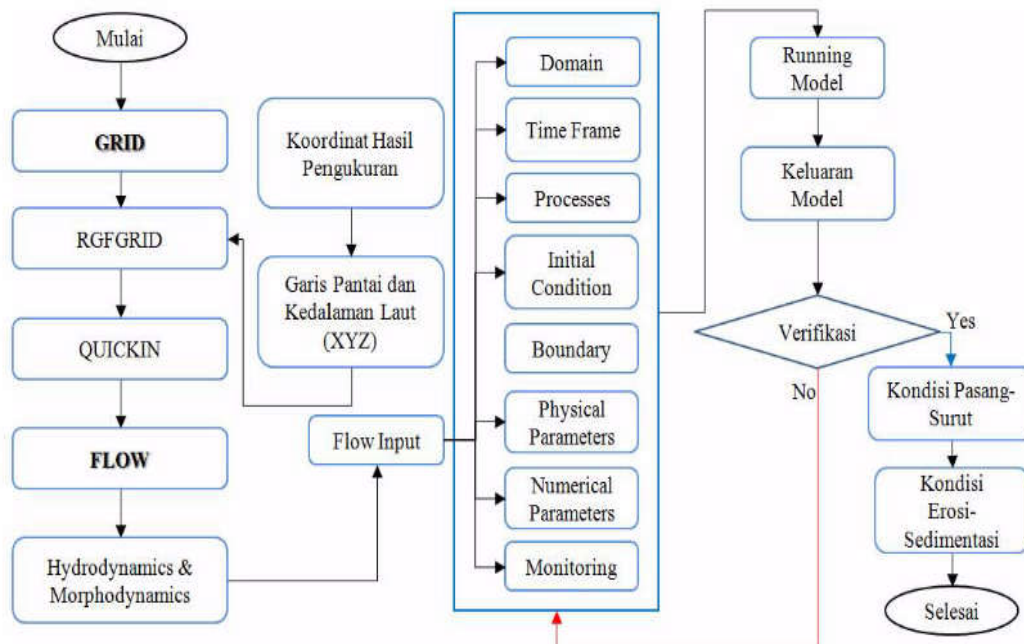 Mulai
GRID
RGFGRID
QUICKIN
FLOW
Hydrodynamics &
Morphodynamics
Koordinat Hasil
Pengukuran
Garis Pantai dan
Kedalaman Laut
(XYZ)
Flow Input
Domain
Time Frame
Processes
Initial
Condition
Boundary
Physical
Parameters
Numerical
Parameters
Monitoring
Running
Model
Keluaran
Model
Verifikasi
Yes
No
Kondisi Pasang-
Surut
Kondisi
Erosi-
Sedimentasi
Selesai